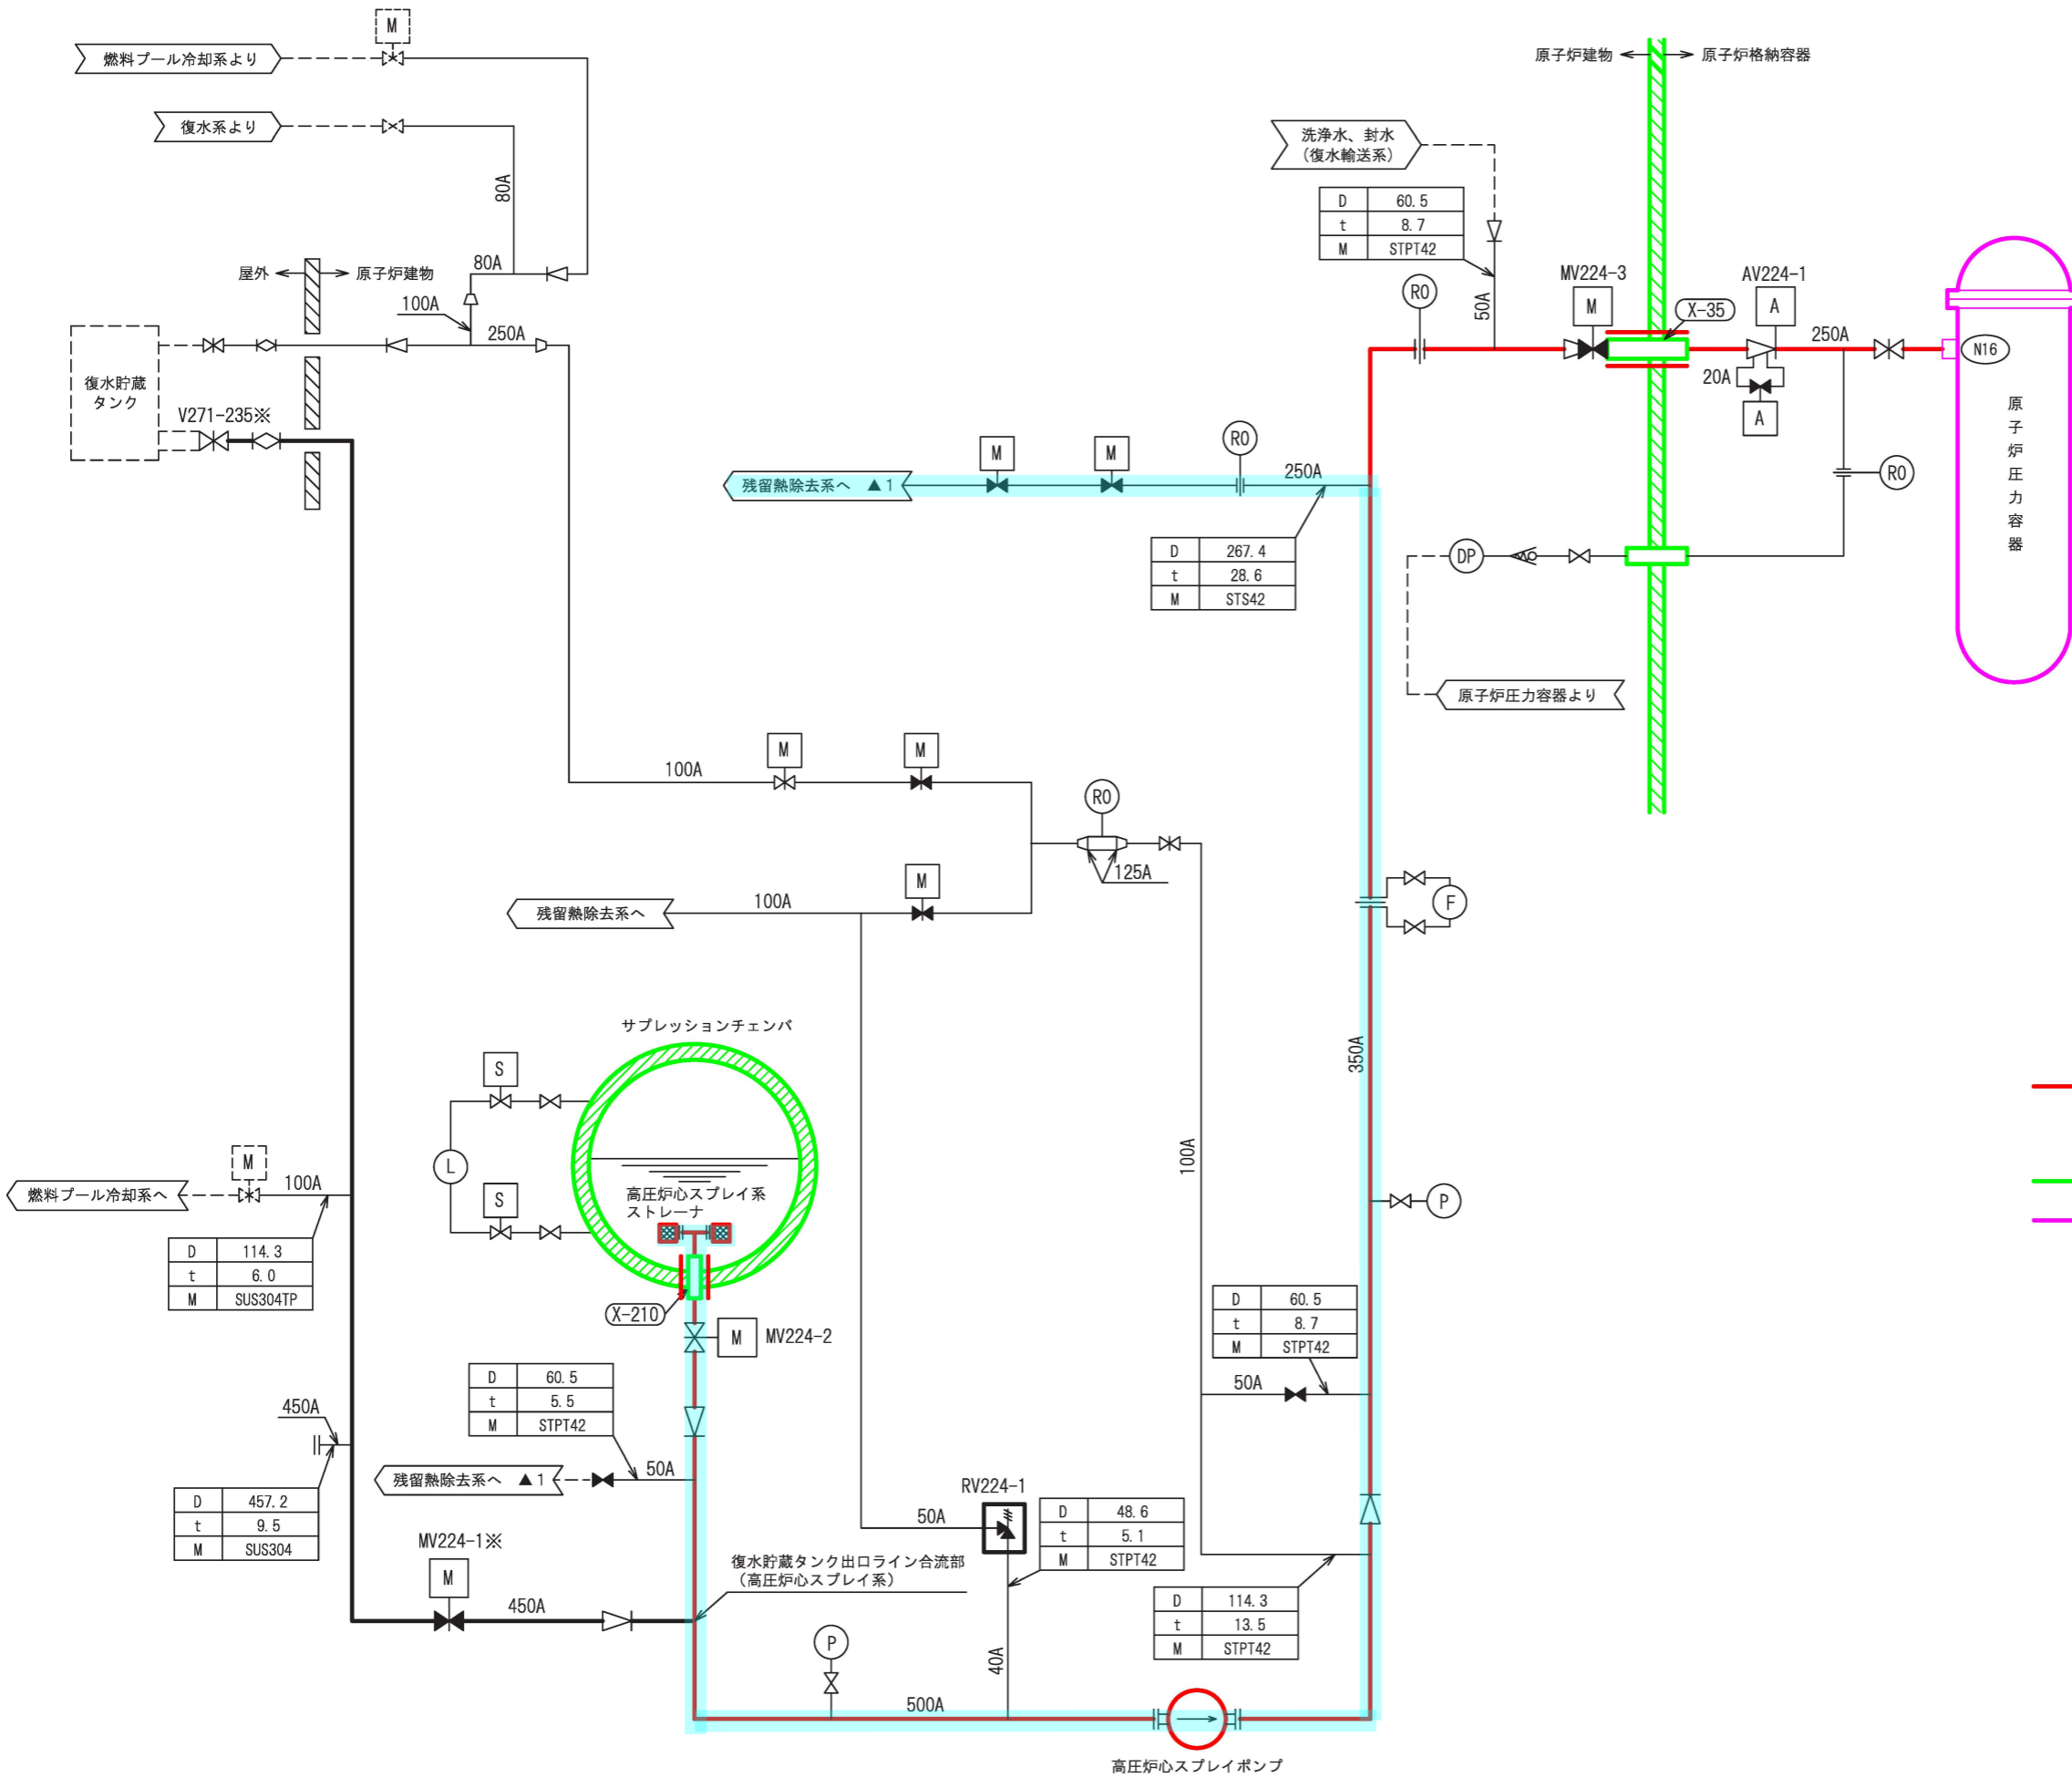 M
燃料プール冷却系より
復水系より
80A
80A
100A
250A
屋外
原子炉建物
復水貯蔵
タンク
V271-235※
原子炉建物
原子炉格納容器
洗浄水、封水
(復水輸送系)
D 60.5
t 8.7
M STPT42
50A
RO
MV224-3
M
X-35
AV224-1
A
250A
20A
A
N16
原子炉圧力容器
RO
DP
原子炉圧力容器より
残留熱除去系へ ▲1
M
M
RO
250A
D 267.4
t 28.6
M STS42
100A
M
M
RO
125A
残留熱除去系へ
100A
M
F
350A
サプレッションチェンバ
S
L
S
高圧炉心スプレイ系
ストレーナ
X-210
M
MV224-2
燃料プール冷却系へ
M
100A
D 114.3
t 6.0
M SUS304TP
100A
P
D 60.5
t 8.7
M STPT42
50A
D 60.5
t 5.5
M STPT42
残留熱除去系へ ▲1
50A
450A
D 457.2
t 9.5
M SUS304
MV224-1※
M
450A
復水貯蔵タンク出口ライン合流部
(高圧炉心スプレイ系)
RV224-1
50A
D 48.6
t 5.1
M STPT42
40A
D 114.3
t 13.5
M STPT42
P
500A
高圧炉心スプレイポンプ